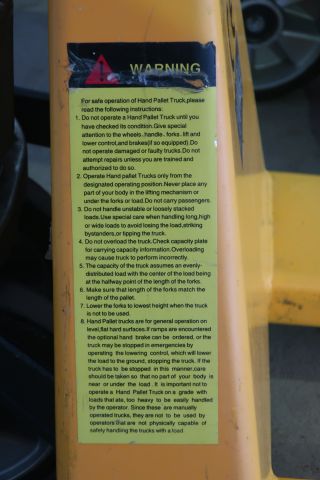 WARNING
For safe operation of Hand Pallet Truck,please
read the following instructions:
1. Do not operate a Hand Pallet Truck until you
have checked its condition.Give special
attention to the wheels,handle, forks, lift and
lower control,and brakes(if so equipped).Do
not operate damaged or faulty trucks.Do not
attempt repairs unless you are trained and
authorized to do so.
2. Operate Hand pallet Trucks only from the
designated operating position.Never place any
part of your body in the lifting mechanism or
under the forks or load.Do not carry passengers.
3. Do not handle unstable or loosely stacked
loads.Use special care when handling long,high
or wide loads to avoid losing the load,striking
bystanders,or tipping the truck.
4. Do not overload the truck.Check capacity plate
for carrying capacity information.Overloading
may cause truck to perform incorrectly.
5. The capacity of the truck assumes an evenly-
distributed load with the center of the load being
at the halfway point of the length of the forks.
6. Make sure that length of the forks match the
length of the pallet.
7. Lower the forks to lowest height when the truck
is not to be used.
8. Hand Pallet trucks are for general operation on
level,flat hard surfaces.If ramps are encountered
the optional hand brake can be ordered, or the
truck may be stopped in emergencies by
operating the lowering control, which will lower
the load to the ground, stopping the truck. If the
truck has to be stopped in this manner,care
should be taken so that no part of your body is
near or under the load. It is important not to
operate a Hand Pallet Truck on a grade with
loads that ate, too heavy to be easily handled
by the operator. Since these are manually
operated trucks, they are not to be used by
operators that are not physically capable of
safely handling the trucks with a load.